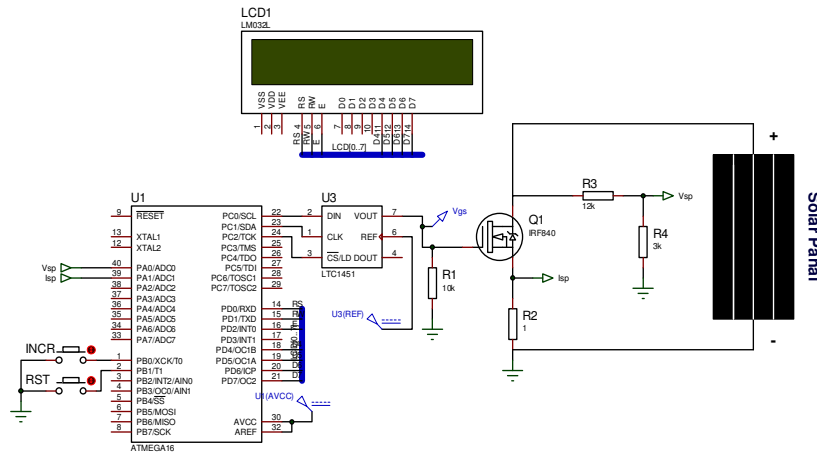 LCD1
LM032L
VSS
VDD
VEE
RS
RW
E
D0
D1
D2
D3
D4
D5
D6
D7
1
2
3
4
5
6
7
8
9
10
11
12
13
14
RS
RW
E
D4
D5
D6
D7
LCD[0..7]
U1
9 RESET
13 XTAL1
12 XTAL2
Vsp 40 PA0/ADC0
Isp 39 PA1/ADC1
38 PA2/ADC2
37 PA3/ADC3
36 PA4/ADC4
35 PA5/ADC5
34 PA6/ADC6
33 PA7/ADC7
INCR 1 PB0/XCK/T0
RST 2 PB1/T1
3 PB2/INT2/AIN0
4 PB3/OC0/AIN1
5 PB4/SS
6 PB5/MOSI
7 PB6/MISO
8 PB7/SCK
PC0/SCL 22
PC1/SDA 23
PC2/TCK 24
PC3/TMS 25
PC4/TDO 26
PC5/TDI 27
PC6/TOSC1 28
PC7/TOSC2 29
PD0/RXD 14 RS
PD1/TXD 15
PD2/INT0 16
PD3/INT1 17
PD4/OC1B 18
PD5/OC1A 19
PD6/ICP 20
PD7/OC2 21
AVCC 30
AREF 32
ATMEGA16
U1(AVCC)
U3
2 DIN VOUT 7
1 CLK REF 6
3 CS/LD DOUT 4
LTC1451
Vgs
R1
10k
U3(REF)
Q1
IRF840
Isp
R2
1
R3
12k
Vsp
R4
3k
+
-
Solar Panal